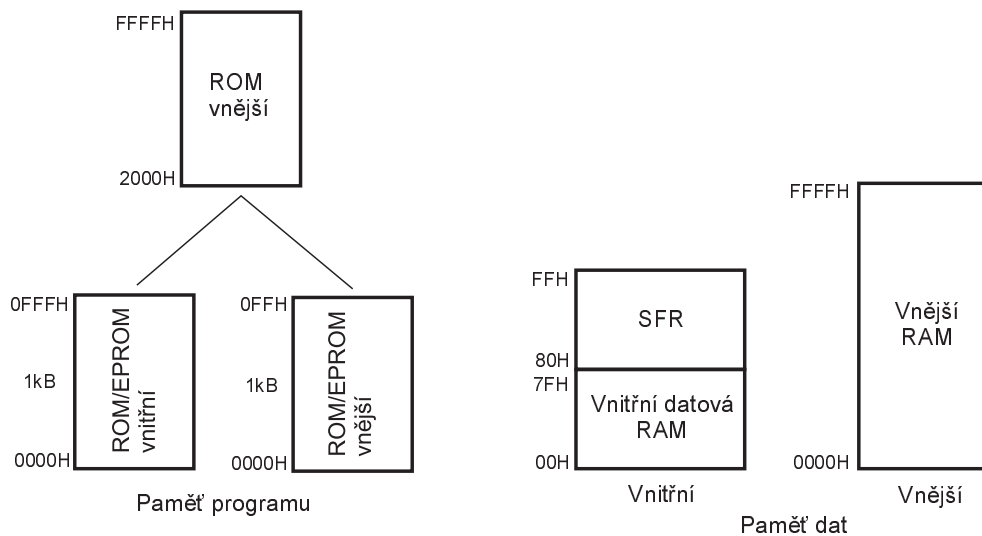 FFFFH
ROM
vnější
2000H
0FFFH
1kB
0000H
ROM/EPROM
vnitřní
0FFH
1kB
0000H
ROM/EPROM
vnější
Paměť programu
FFH
SFR
80H
7FH
Vnitřní datová
RAM
00H
Vnitřní
FFFFH
Vnější
RAM
0000H
Vnější
Paměť dat